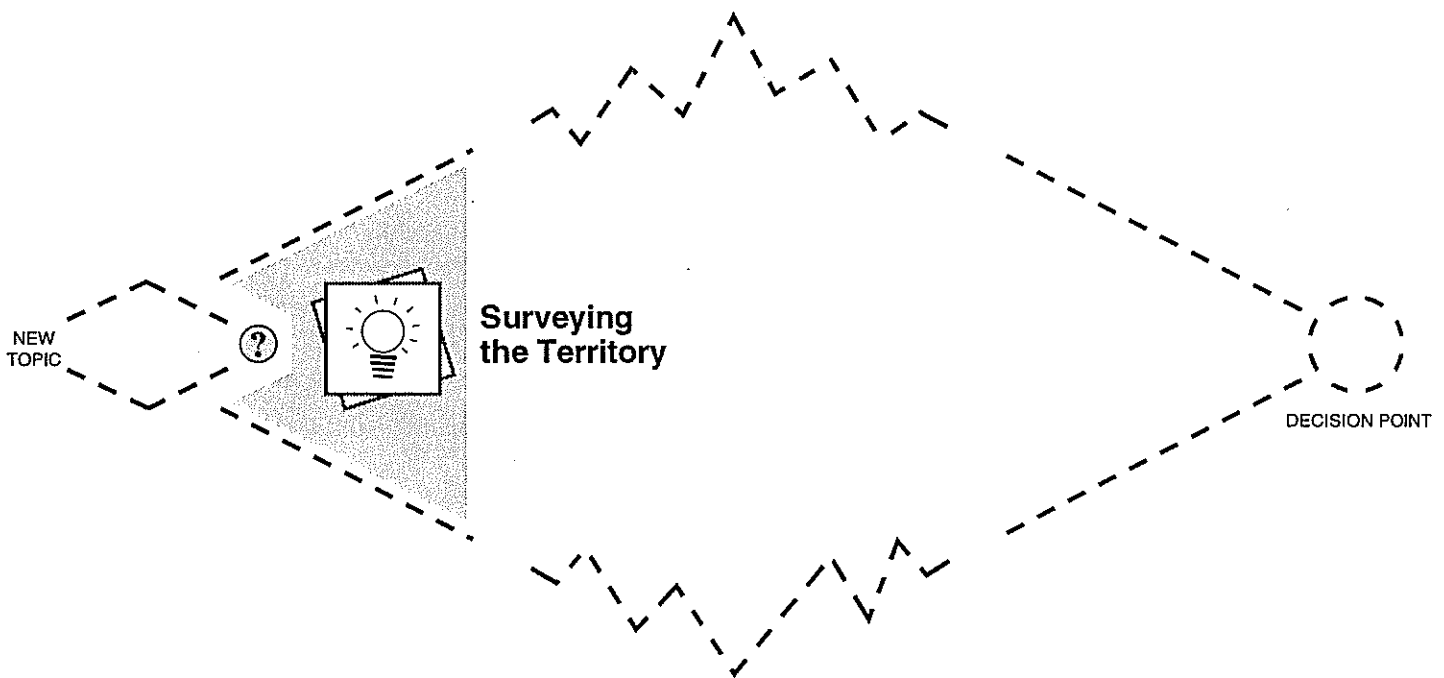 NEW
TOPIC
?
Surveying
the Territory
DECISION POINT